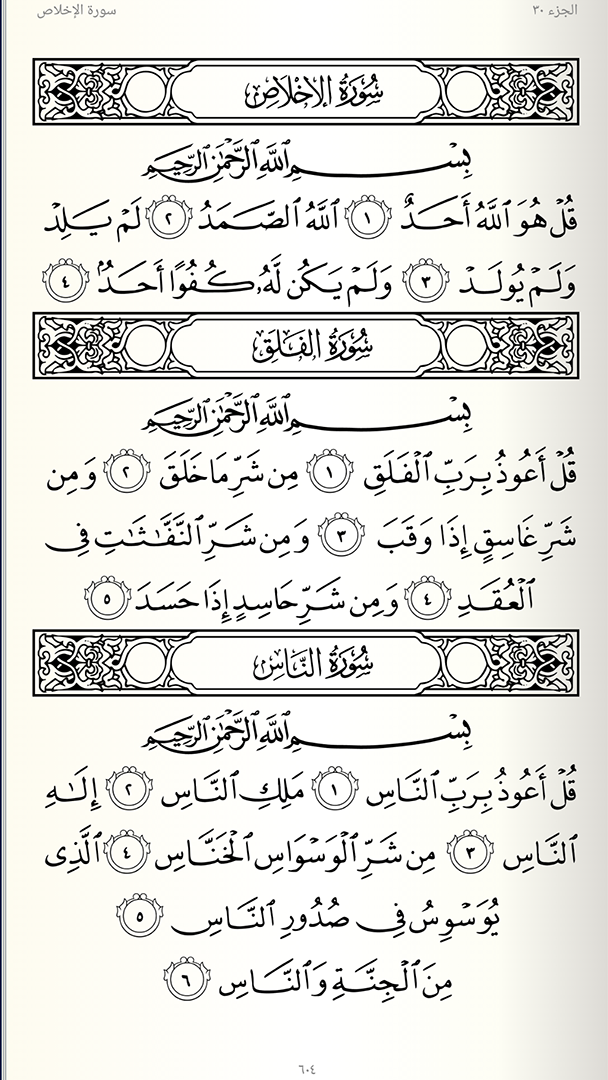 الجزء ٣٠ سورة الإخلاص
سُورَةُ الإِخْلَاصِ
بِسْمِ ٱللَّهِ ٱلرَّحْمَٰنِ ٱلرَّحِيمِ
قُلْ هُوَ ٱللَّهُ أَحَدٌ ١ ٱللَّهُ ٱلصَّمَدُ ٢ لَمْ يَلِدْ
وَلَمْ يُولَدْ ٣ وَلَمْ يَكُن لَّهُۥ كُفُوًا أَحَدٌۢ ٤
سُورَةُ الفَلَقِ
بِسْمِ ٱللَّهِ ٱلرَّحْمَٰنِ ٱلرَّحِيمِ
قُلْ أَعُوذُ بِرَبِّ ٱلْفَلَقِ ١ مِن شَرِّ مَا خَلَقَ ٢ وَمِن
شَرِّ غَاسِقٍ إِذَا وَقَبَ ٣ وَمِن شَرِّ ٱلنَّفَّٰثَٰتِ فِى
ٱلْعُقَدِ ٤ وَمِن شَرِّ حَاسِدٍ إِذَا حَسَدَ ٥
سُورَةُ النَّاسِ
بِسْمِ ٱللَّهِ ٱلرَّحْمَٰنِ ٱلرَّحِيمِ
قُلْ أَعُوذُ بِرَبِّ ٱلنَّاسِ ١ مَلِكِ ٱلنَّاسِ ٢ إِلَٰهِ
ٱلنَّاسِ ٣ مِن شَرِّ ٱلْوَسْوَاسِ ٱلْخَنَّاسِ ٤ ٱلَّذِى
يُوَسْوِسُ فِى صُدُورِ ٱلنَّاسِ ٥
مِنَ ٱلْجِنَّةِ وَٱلنَّاسِ ٦
٦٠٤